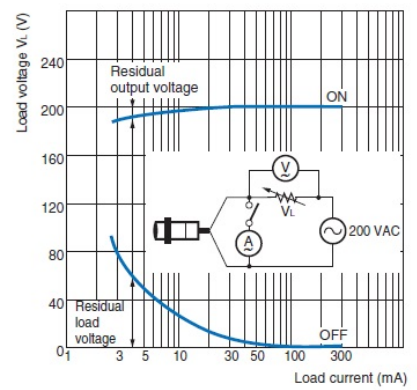 Load voltage VL (V)
240
Residual
output voltage
ON
200
160
V
VL
120
200 VAC
A
80
40
Residual
load
voltage
OFF
0
1 3 5 10 30 50 100 300
Load current (mA)